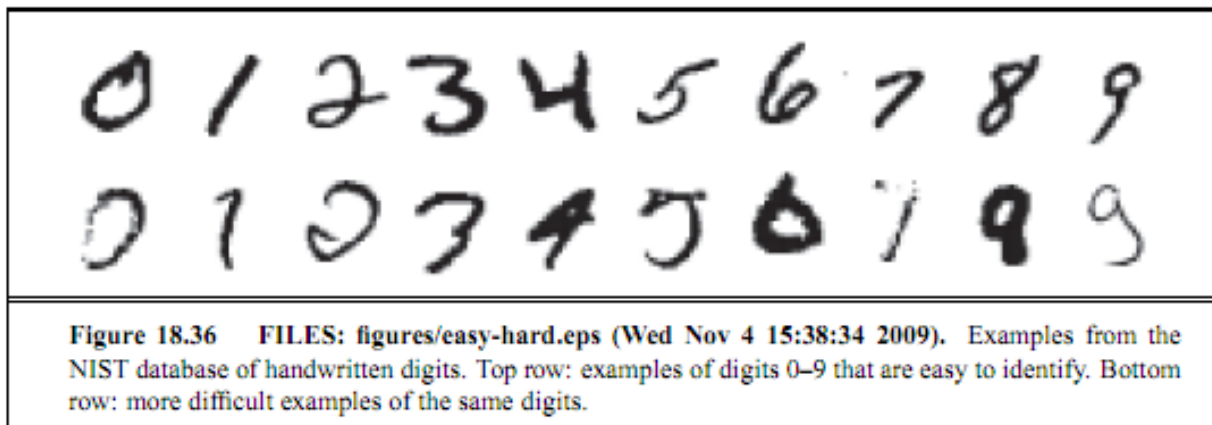 0 1 2 3 4 5 6 7 8 9
0 1 2 3 4 5 6 7 8 9
Figure 18.36 FILES: figures/easy-hard.eps (Wed Nov 4 15:38:34 2009). Examples from the
NIST database of handwritten digits. Top row: examples of digits 0–9 that are easy to identify. Bottom
row: more difficult examples of the same digits.